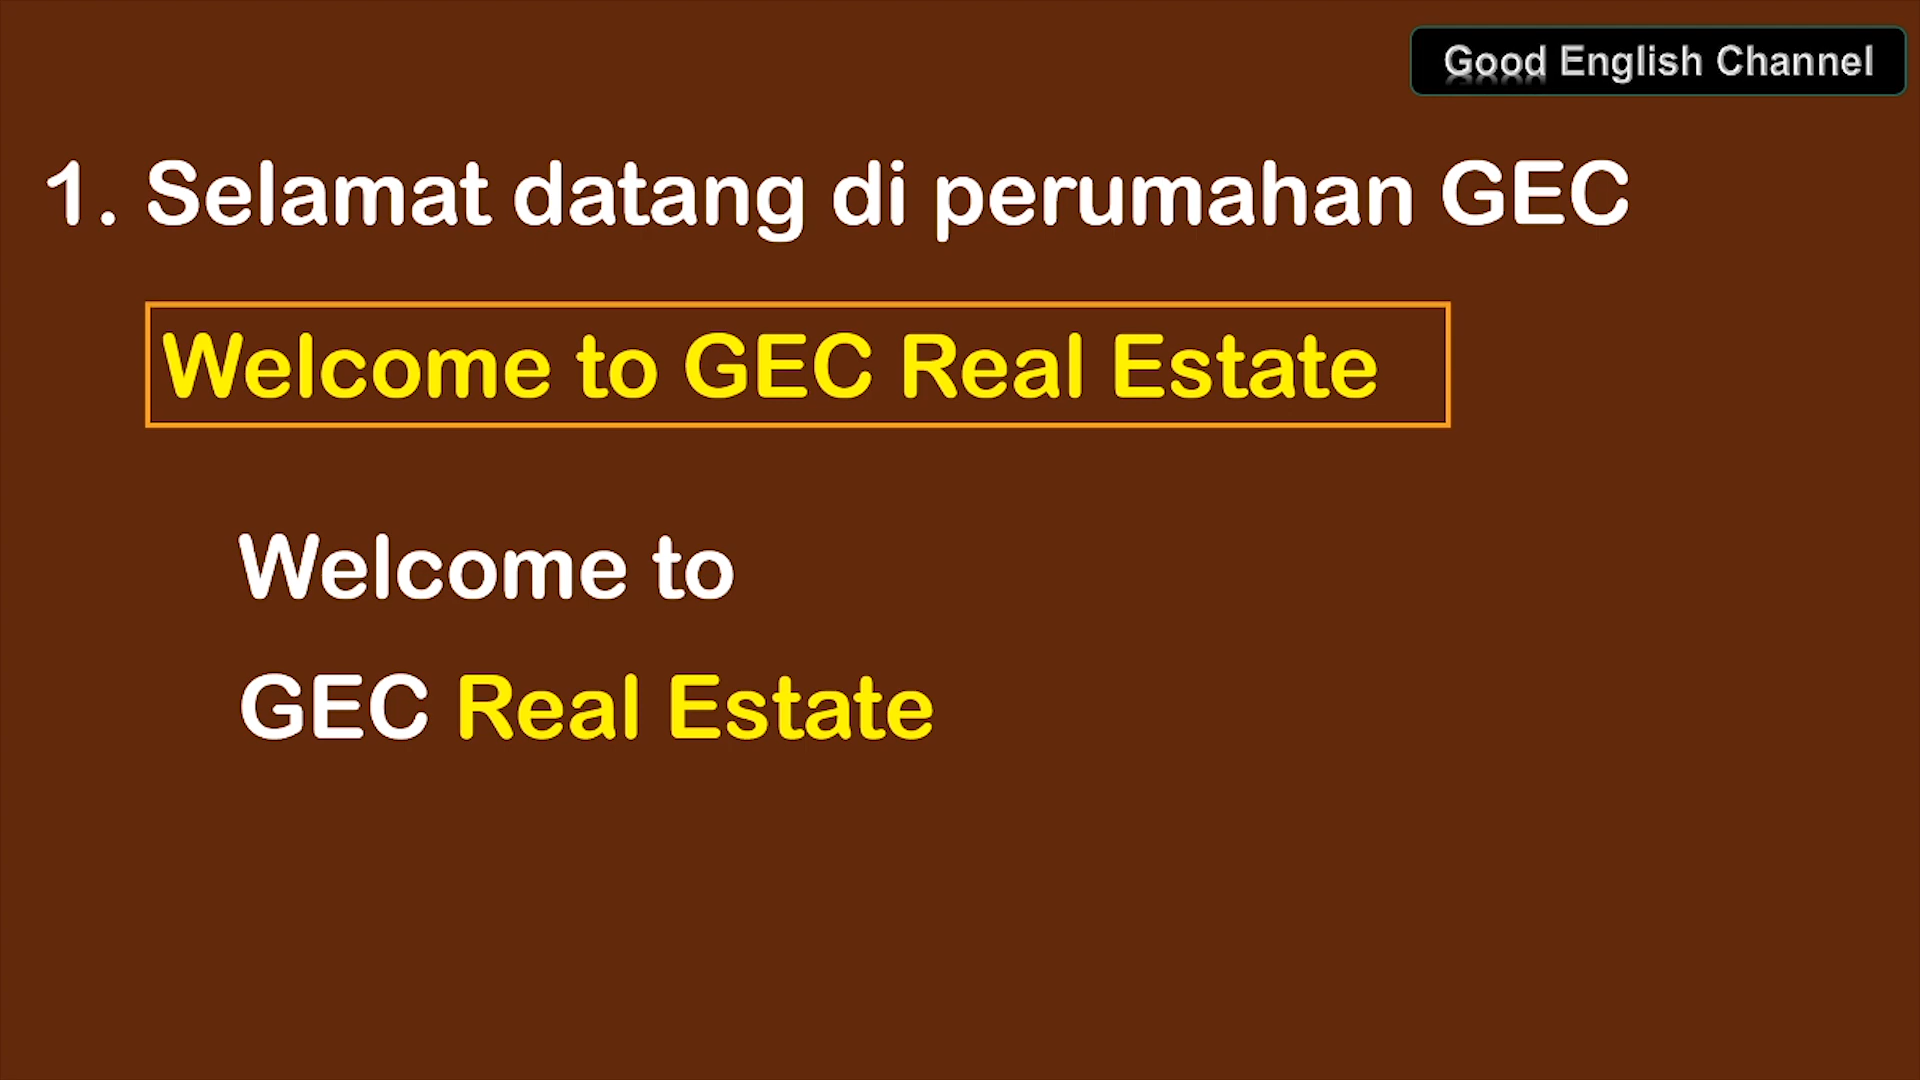 Good English Channel
1. Selamat datang di perumahan GEC
Welcome to GEC Real Estate
Welcome to
GEC Real Estate